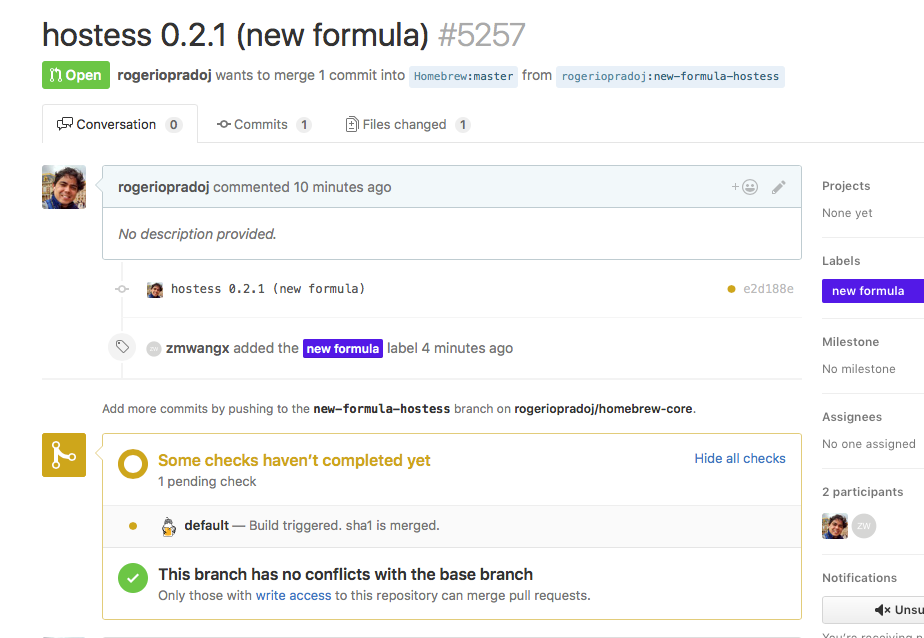 hostess 0.2.1 (new formula) #5257
Open rogeriopradoj wants to merge 1 commit into Homebrew:master from rogeriopradoj:new-formula-hostess
Conversation 0 Commits 1 Files changed 1
rogeriopradoj commented 10 minutes ago
No description provided.
hostess 0.2.1 (new formula) e2d188e
ZW zmwangx added the new formula label 4 minutes ago
Add more commits by pushing to the new-formula-hostess branch on rogeriopradoj/homebrew-core.
Some checks haven’t completed yet Hide all checks
1 pending check
default — Build triggered. sha1 is merged.
This branch has no conflicts with the base branch
Only those with write access to this repository can merge pull requests.
Projects
None yet
Labels
new formula
Milestone
No milestone
Assignees
No one assigned
2 participants
ZW
Notifications
Unsu
You’re receiving